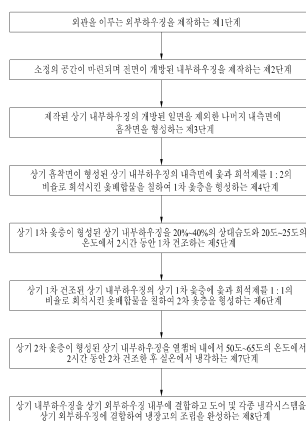 외관을 이루는 외부하우징을 제작하는 제1단계
소정의 공간이 마련되며 전면이 개방된 내부하우징을 제작하는 제2단계
제작된 상기 내부하우징의 개방된 일면을 제외한 나머지 내측면에
흡착면을 형성하는 제3단계
상기 흡착면이 형성된 상기 내부하우징의 내측면에 옻과 희석제를 1 : 2의
비율로 희석시킨 옻배합물을 칠하여 1차 옻층을 형성하는 제4단계
상기 1차 옻층이 형성된 상기 내부하우징을 20%~40%의 상대습도와 20도~25도의
온도에서 2시간 동안 1차 건조하는 제5단계
상기 1차 건조된 상기 내부하우징의 상기 1차 옻층에 옻과 희석제를 1 : 1의
비율로 희석시킨 옻배합물을 칠하여 2차 옻층을 형성하는 제6단계
상기 2차 옻층이 형성된 상기 내부하우징을 열챔버 내에서 50도~65도의 온도에서
2시간 동안 2차 건조한 후 실온에서 냉각하는 제7단계
상기 내부하우징을 상기 외부하우징 내부에 결합하고 도어 및 각종 냉각시스템을
상기 외부하우징에 결합하여 냉장고의 조립을 완성하는 제8단계